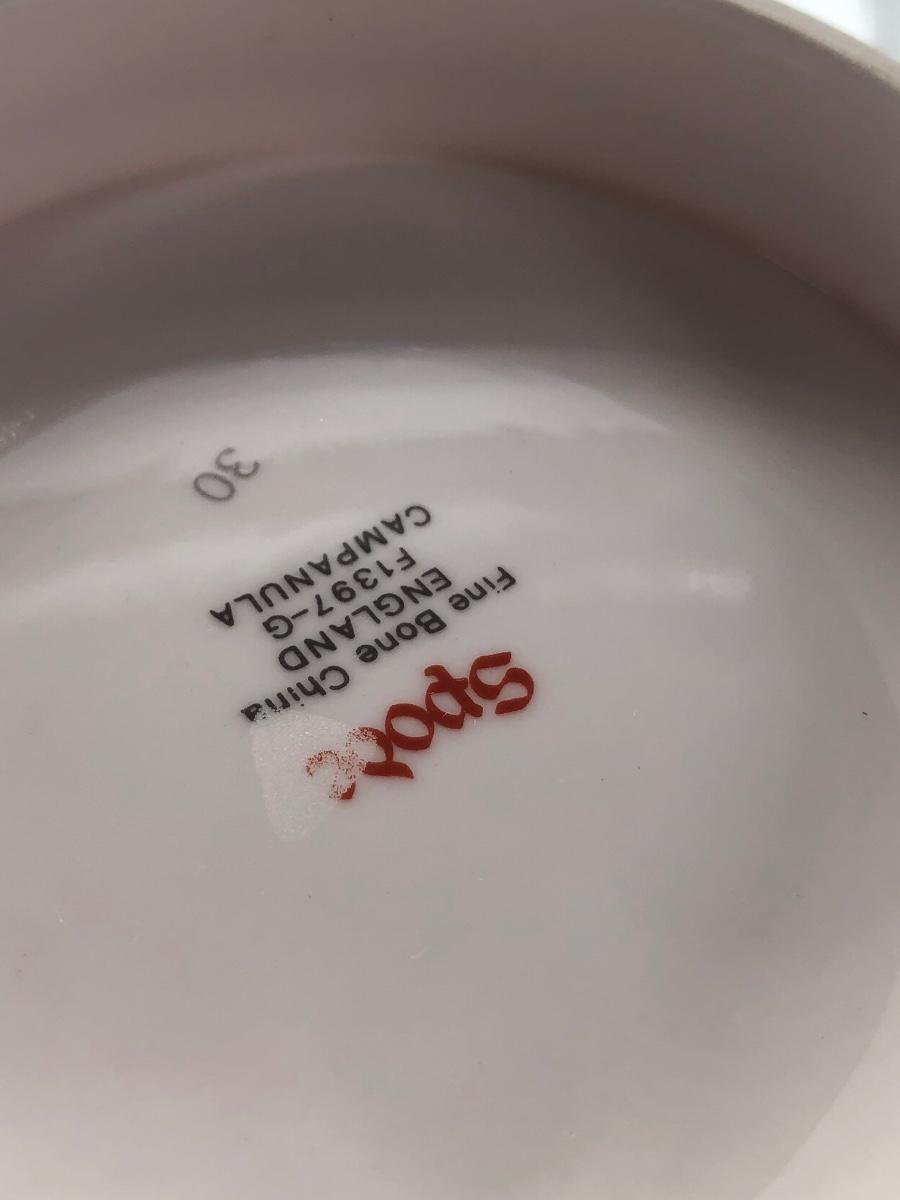 Spode
Fine Bone China
ENGLAND
F1397-G
CAMPANULA
30